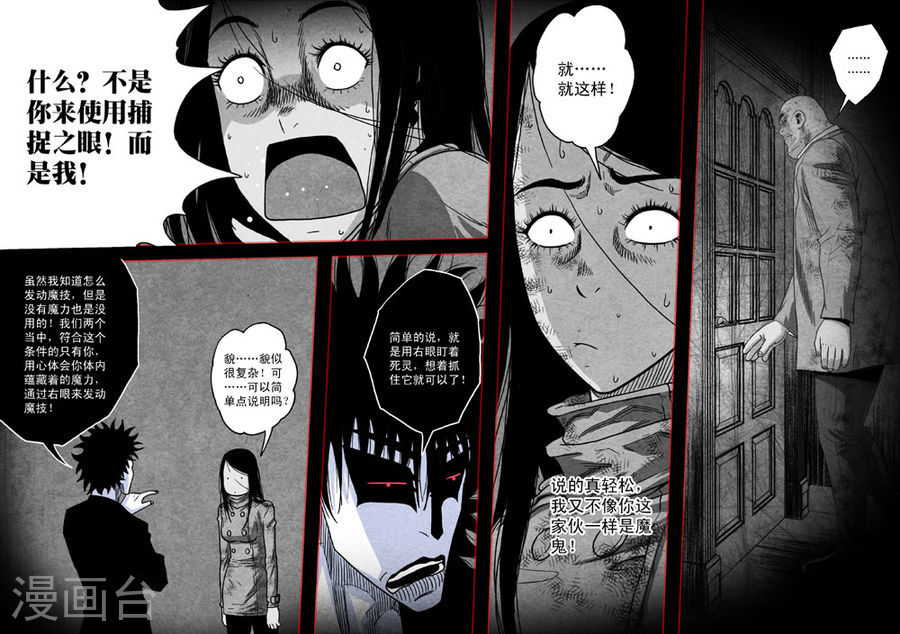 什么？不是
你来使用捕
捉之眼！而
是我！
虽然我知道怎么
发动魔技，但是
没有魔力也是没
用的！我们两个
当中，符合这个
条件的只有你，
用心体会你体内
蕴藏着的魔力，
通过右眼来发动
魔技！
貌……貌似
很复杂！可
……可以简
单点说明吗？
简单的说，就
是用右眼盯着
死灵，想着抓
住它就可以了！
就……
就这样！
说的真轻松，
我又不像你这
家伙一样是魔
鬼！
……
……
漫画台